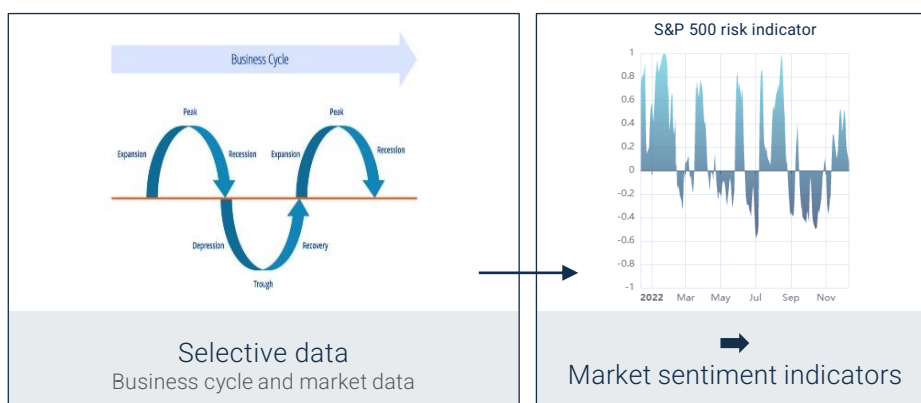 Business Cycle
Peak
Peak
Expansion
Recession
Expansion
Recession
Depression
Recovery
Trough
Selective data
Business cycle and market data
S&P 500 risk indicator
1
0.8
0.6
0.4
0.2
0
-0.2
-0.4
-0.6
-0.8
-1
2022 Mar May Jul Sep Nov
Market sentiment indicators